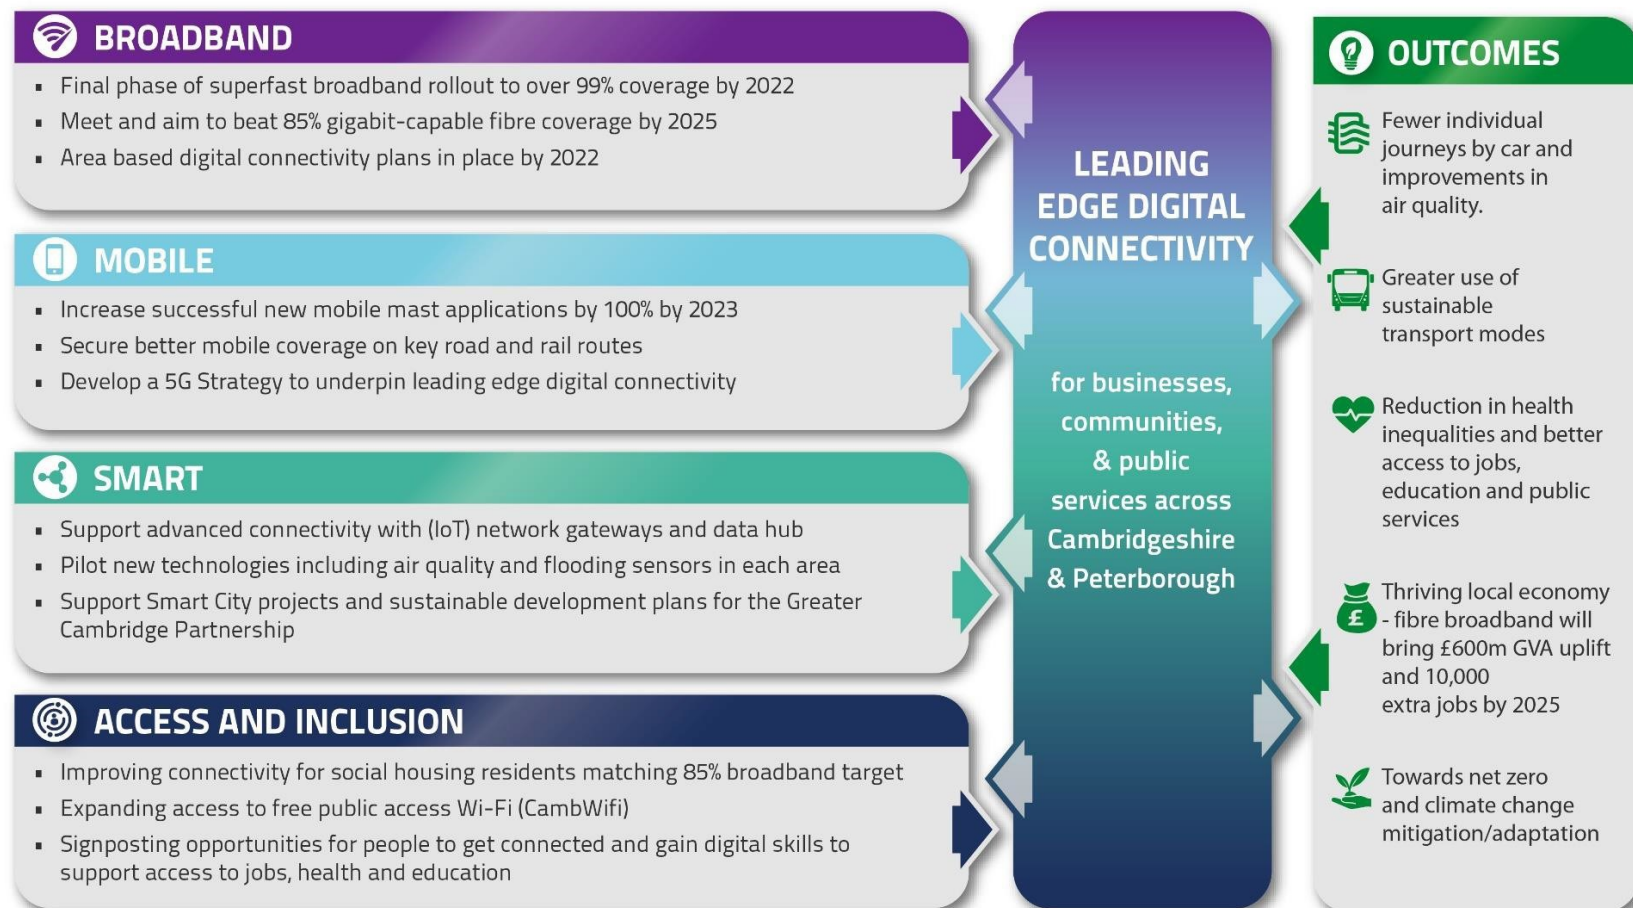 BROADBAND
▪ Final phase of superfast broadband rollout to over 99% coverage by 2022
▪ Meet and aim to beat 85% gigabit-capable fibre coverage by 2025
▪ Area based digital connectivity plans in place by 2022
MOBILE
▪ Increase successful new mobile mast applications by 100% by 2023
▪ Secure better mobile coverage on key road and rail routes
▪ Develop a 5G Strategy to underpin leading edge digital connectivity
SMART
▪ Support advanced connectivity with (IoT) network gateways and data hub
▪ Pilot new technologies including air quality and flooding sensors in each area
▪ Support Smart City projects and sustainable development plans for the Greater
Cambridge Partnership
ACCESS AND INCLUSION
▪ Improving connectivity for social housing residents matching 85% broadband target
▪ Expanding access to free public access Wi-Fi (CambWifi)
▪ Signposting opportunities for people to get connected and gain digital skills to
support access to jobs, health and education
LEADING
EDGE DIGITAL
CONNECTIVITY
for businesses,
communities,
& public
services across
Cambridgeshire
& Peterborough
OUTCOMES
Fewer individual
journeys by car and
improvements in
air quality.
Greater use of
sustainable
transport modes
Reduction in health
inequalities and better
access to jobs,
education and public
services
£
Thriving local economy
- fibre broadband will
bring £600m GVA uplift
and 10,000
extra jobs by 2025
Towards net zero
and climate change
mitigation/adaptation